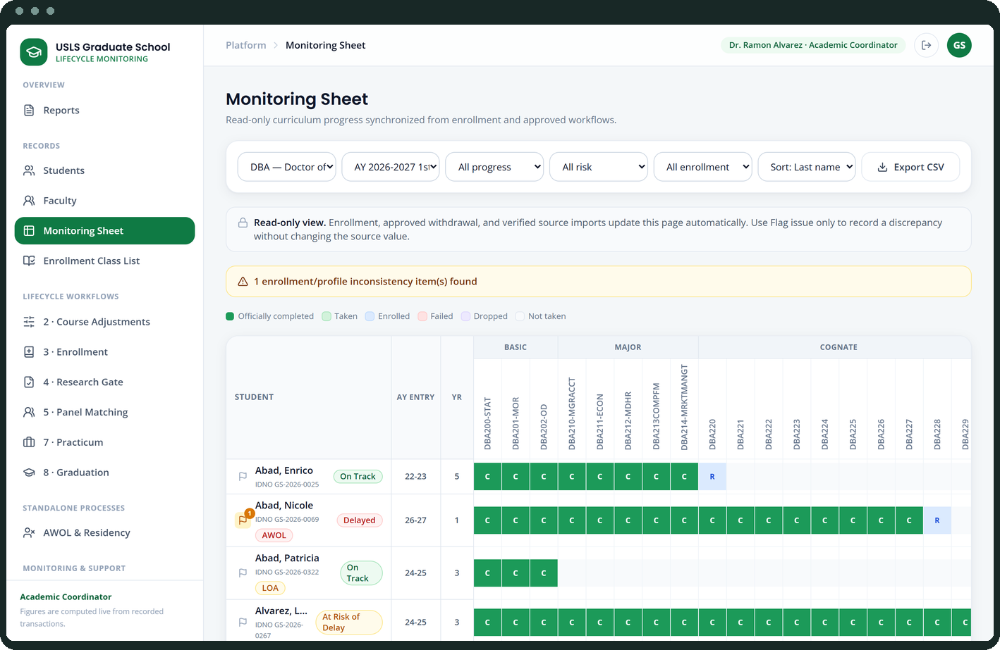 USLS Graduate School
LIFECYCLE MONITORING
OVERVIEW
Reports
RECORDS
Students
Faculty
Monitoring Sheet
Enrollment Class List
LIFECYCLE WORKFLOWS
2 · Course Adjustments
3 · Enrollment
4 · Research Gate
5 · Panel Matching
7 · Practicum
8 · Graduation
STANDALONE PROCESSES
AWOL & Residency
MONITORING & SUPPORT
Academic Coordinator
Figures are computed live from recorded
transactions.
Platform > Monitoring Sheet
Dr. Ramon Alvarez · Academic Coordinator
GS
Monitoring Sheet
Read-only curriculum progress synchronized from enrollment and approved workflows.
DBA — Doctor of
AY 2026-2027 1st
All progress
All risk
All enrollment
Sort: Last name
Export CSV
Read-only view. Enrollment, approved withdrawal, and verified source imports update this page automatically. Use Flag issue only to record a discrepancy
without changing the source value.
1 enrollment/profile inconsistency item(s) found
Officially completed Taken Enrolled Failed Dropped Not taken
STUDENT AY ENTRY YR
BASIC MAJOR COGNATE
DBA200-STAT
DBA201-MOR
DBA202-OD
DBA210-MGRACCT
DBA211-ECON
DBA212-MDHR
DBA213COMPFM
DBA214-MRKTMANGT
DBA220
DBA221
DBA222
DBA223
DBA224
DBA225
DBA226
DBA227
DBA228
DBA229
Abad, Enrico
IDNO GS-2026-0025
On Track
22-23 5
C C C C C C C C R
1
Abad, Nicole
IDNO GS-2026-0069
AWOL
Delayed
26-27 1
C C C C C C C C C C C C C C C C R
Abad, Patricia
IDNO GS-2026-0322
LOA
On
Track
24-25 3
C C C
Alvarez, L...
IDNO GS-2026-
0267
At Risk of
Delay
24-25 3
C C C C C C C C C C C C C C C C C C